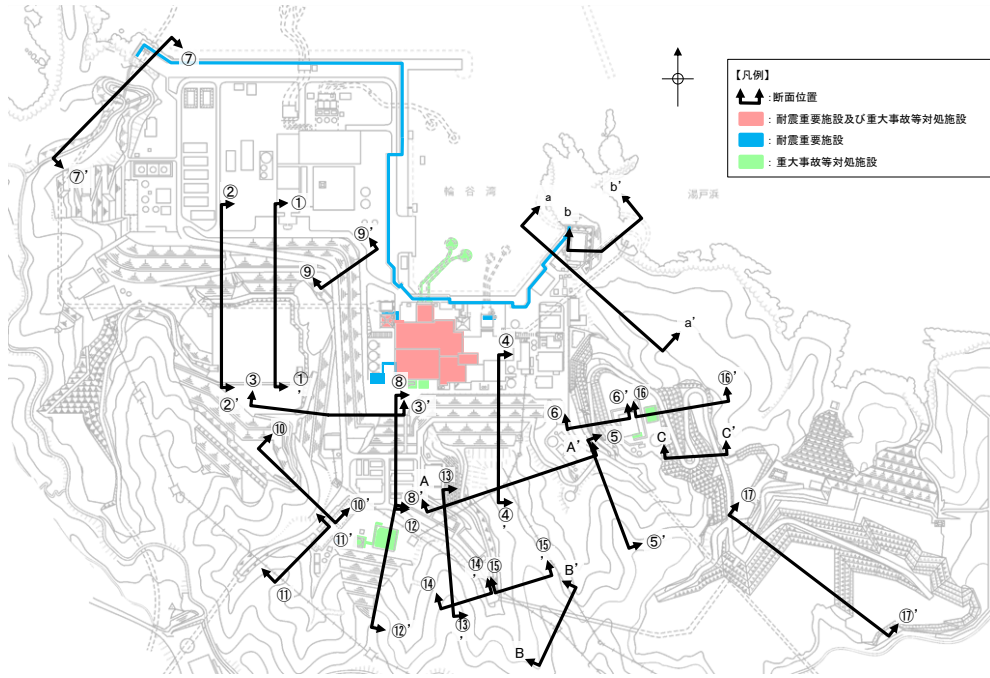 ⑦
⑦'
【凡例】
:断面位置
:耐震重要施設及び重大事故等対処施設
:耐震重要施設
:重大事故等対処施設
②
①
輪谷湾
湯戸浜
a
b
b'
⑨'
⑨
a'
④
②'
③
①'
⑧
③'
⑥
⑥'
⑯
⑯'
⑩
A'
⑤
C
C'
A
⑬
⑧'
④'
⑫
⑩'
⑪'
⑰
⑤'
⑪
⑭
⑭'
⑮
⑮'
B'
⑬'
⑫'
B
⑰'